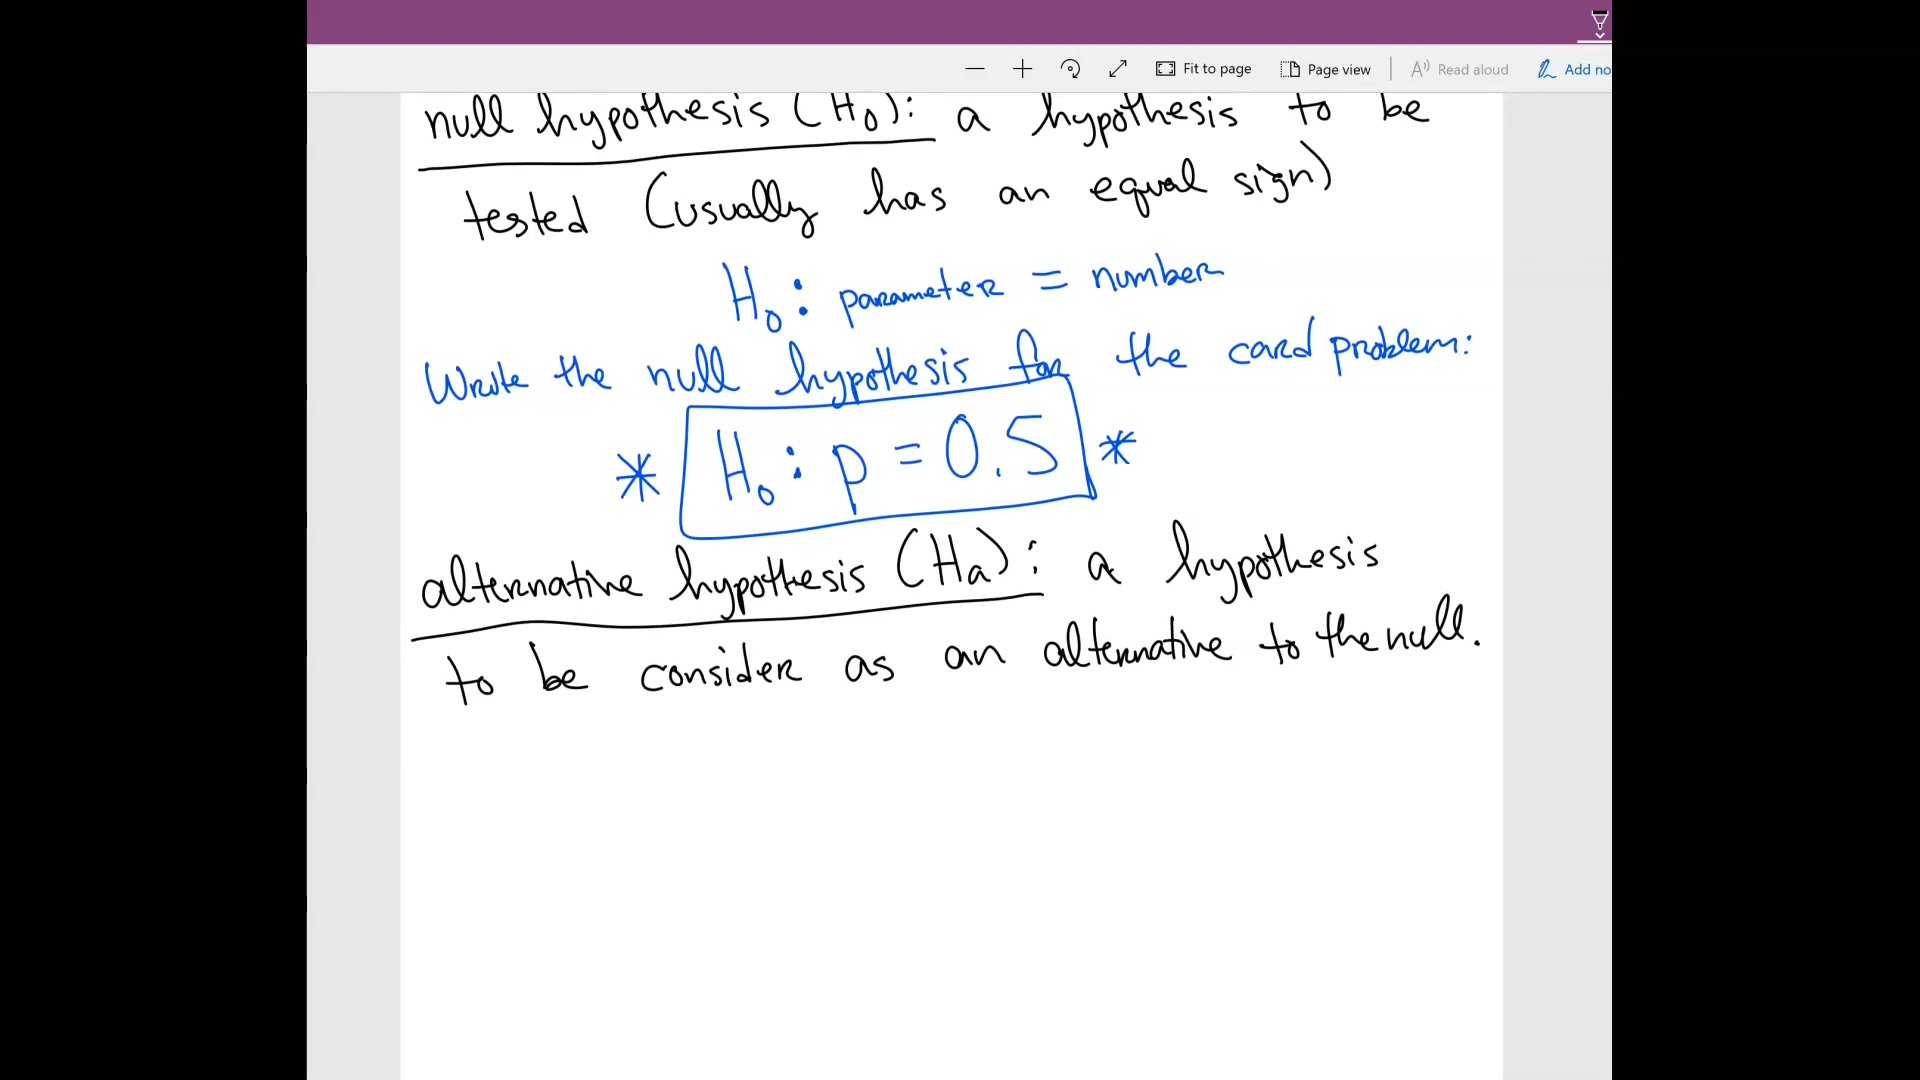 Fit to page
Page view
Read aloud
Add no
null hypothesis (H0): a hypothesis to be
tested (usually has an equal sign)
H0: parameter = number
Write the null hypothesis for the card problem:
* H0: p = 0.5 *
alternative hypothesis (Ha): a hypothesis
to be consider as an alternative to the null.